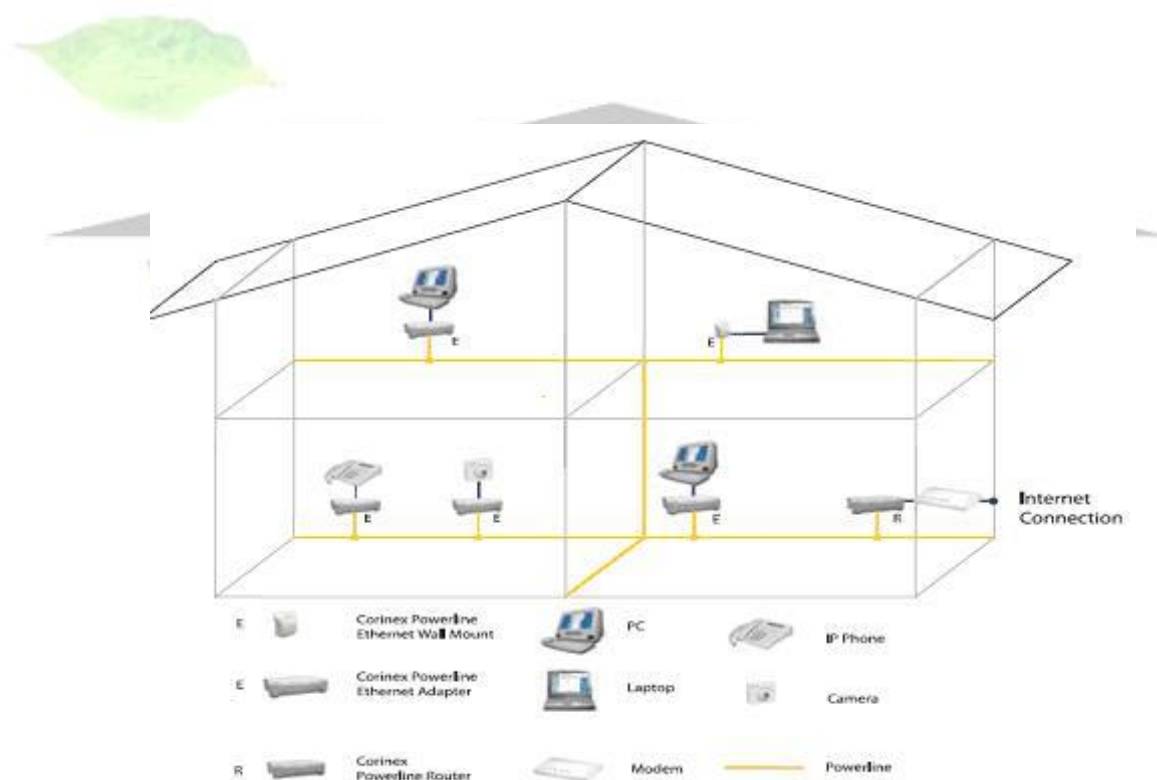 E
E
E
E
E
R
Internet
Connection
E
Corinex Powerline
Ethernet Wall Mount
PC
IP Phone
E
Corinex Powerline
Ethernet Adapter
Laptop
Camera
R
Corinex
Powerline Router
Modem
Powerline